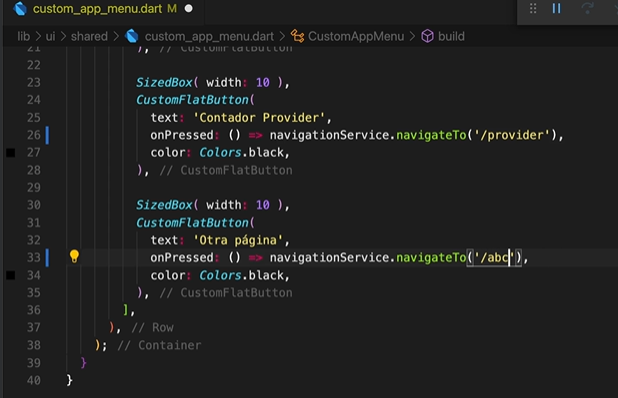 custom_app_menu.dart M
lib > ui > shared > custom_app_menu.dart > CustomAppMenu > build
21 ), // CustomFlatButton
22
23 SizedBox( width: 10 ),
24 CustomFlatButton(
25 text: 'Contador Provider',
26 onPressed: () => navigationService.navigateTo('/provider'),
27 color: Colors.black,
28 ), // CustomFlatButton
29
30 SizedBox( width: 10 ),
31 CustomFlatButton(
32 text: 'Otra página',
33 onPressed: () => navigationService.navigateTo('/abc'),
34 color: Colors.black,
35 ), // CustomFlatButton
36 ],
37 ), // Row
38 ); // Container
39 }
40 }